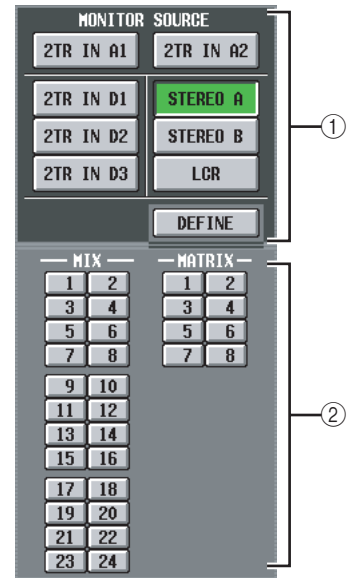 MONITOR SOURCE
2TR IN A1 2TR IN A2
2TR IN D1 STEREO A
2TR IN D2 STEREO B
2TR IN D3 LCR
DEFINE
①
MIX MATRIX
1 2 1 2
3 4 3 4
5 6 5 6
7 8 7 8
9 10
11 12
13 14
15 16
17 18
19 20
21 22
23 24
②